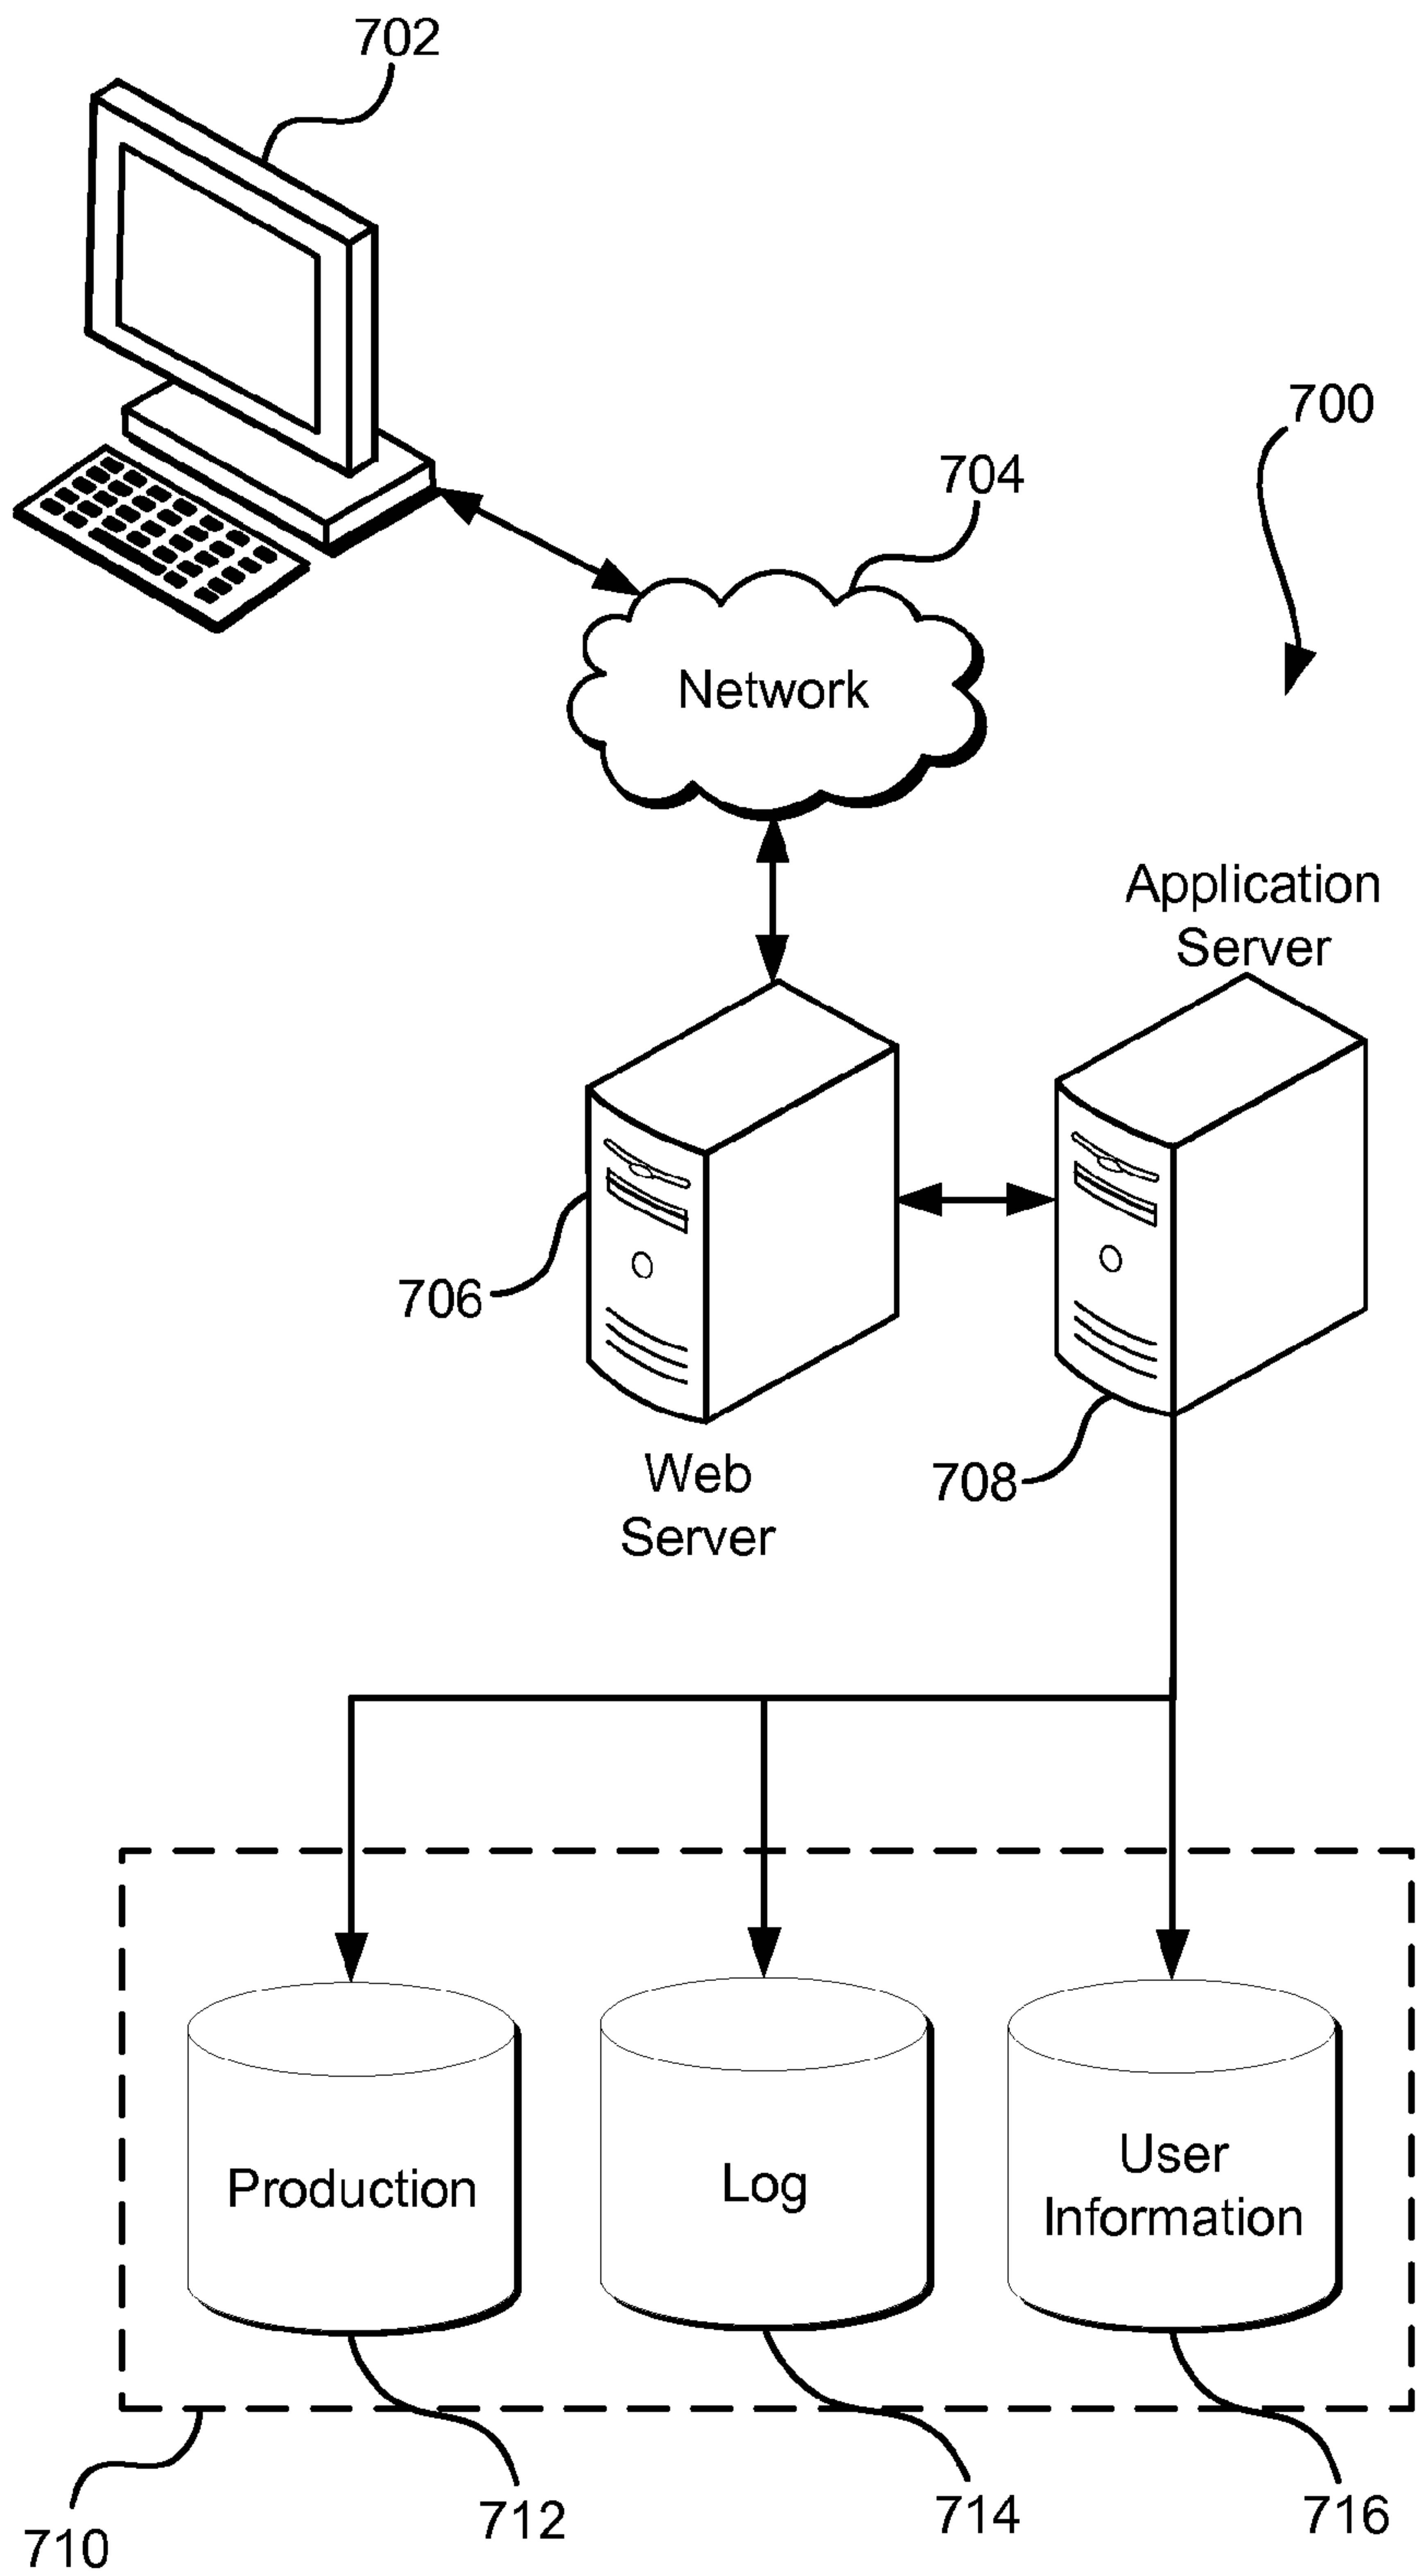 702
700
704
Network
Application
Server
706
708
Web
Server
Production
Log
User
Information
710
712
714
716